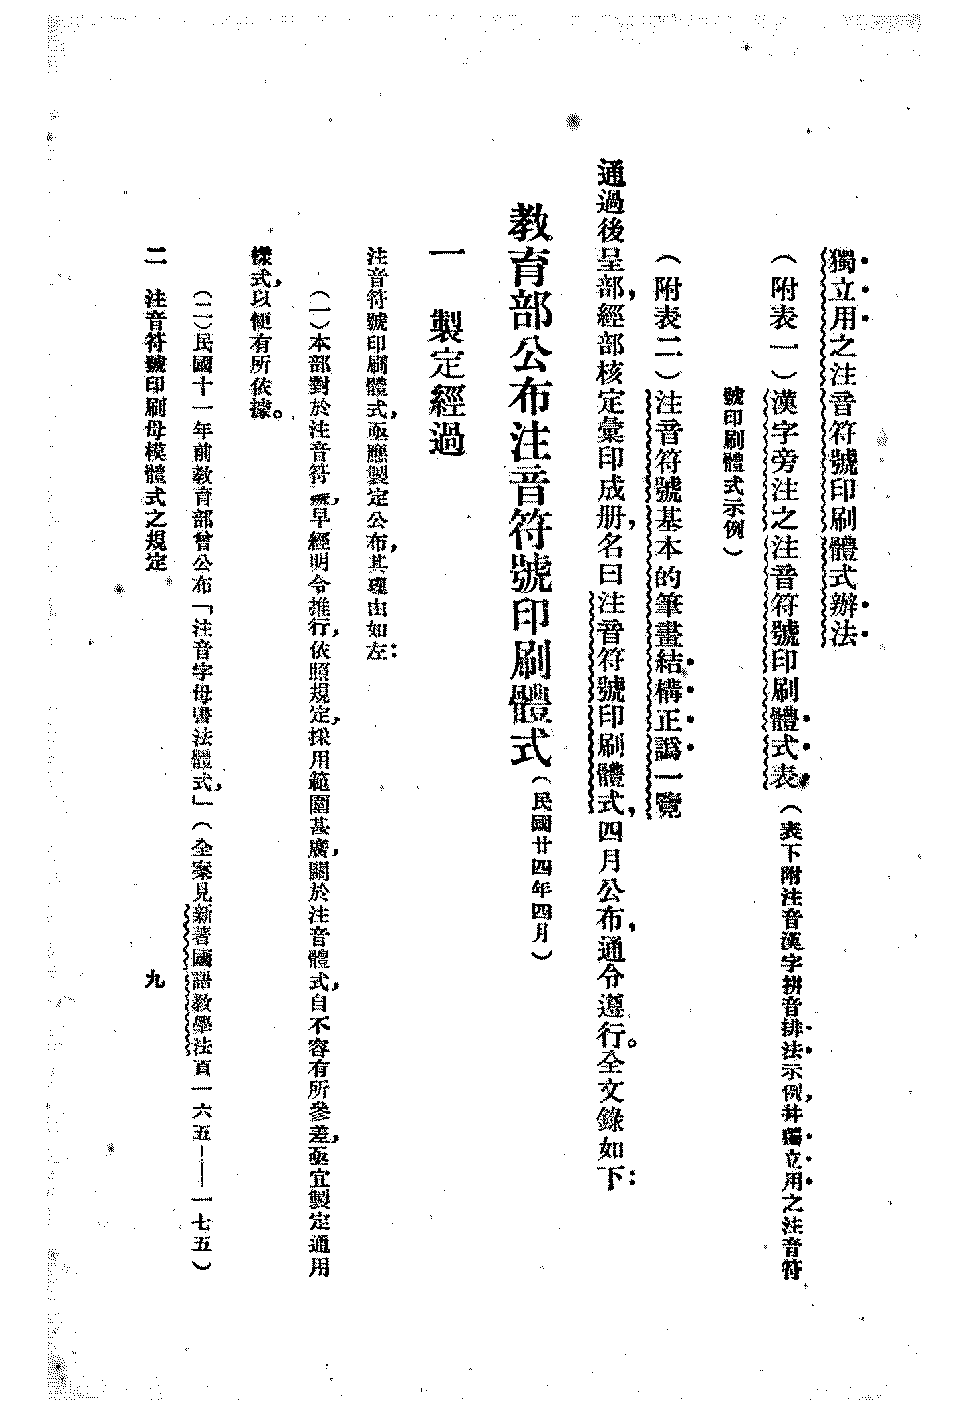 獨立用之注音符號印刷體式辦法
（附表一）漢字旁注之注音符號印刷體式表（表下附注音漢字拼音排法示例，幷獨立用之注音符
號印刷體式示例）
（附表二）注音符號基本的筆畫結構正譌一覽
通過後呈部，經部核定彙印成册，名曰注音符號印刷體式，四月公布，通令遵行。全文錄如下：
教育部公布注音符號印刷體式（民國廿四年四月）
一　製定經過
注音符號印刷體式，亟應製定公布，其理由如左：
（一）本部對於注音符號，早經明令推行，依照規定，採用範圍甚廣，關於注音體式，自不容有所參差，亟宜製定通用
樣式，以便有所依據。
（二）民國十一年前教育部曾公布「注音字母書法體式，」（全案見新著國語教學法頁一六五——一七五）
二　注音符號印刷母模體式之規定
九